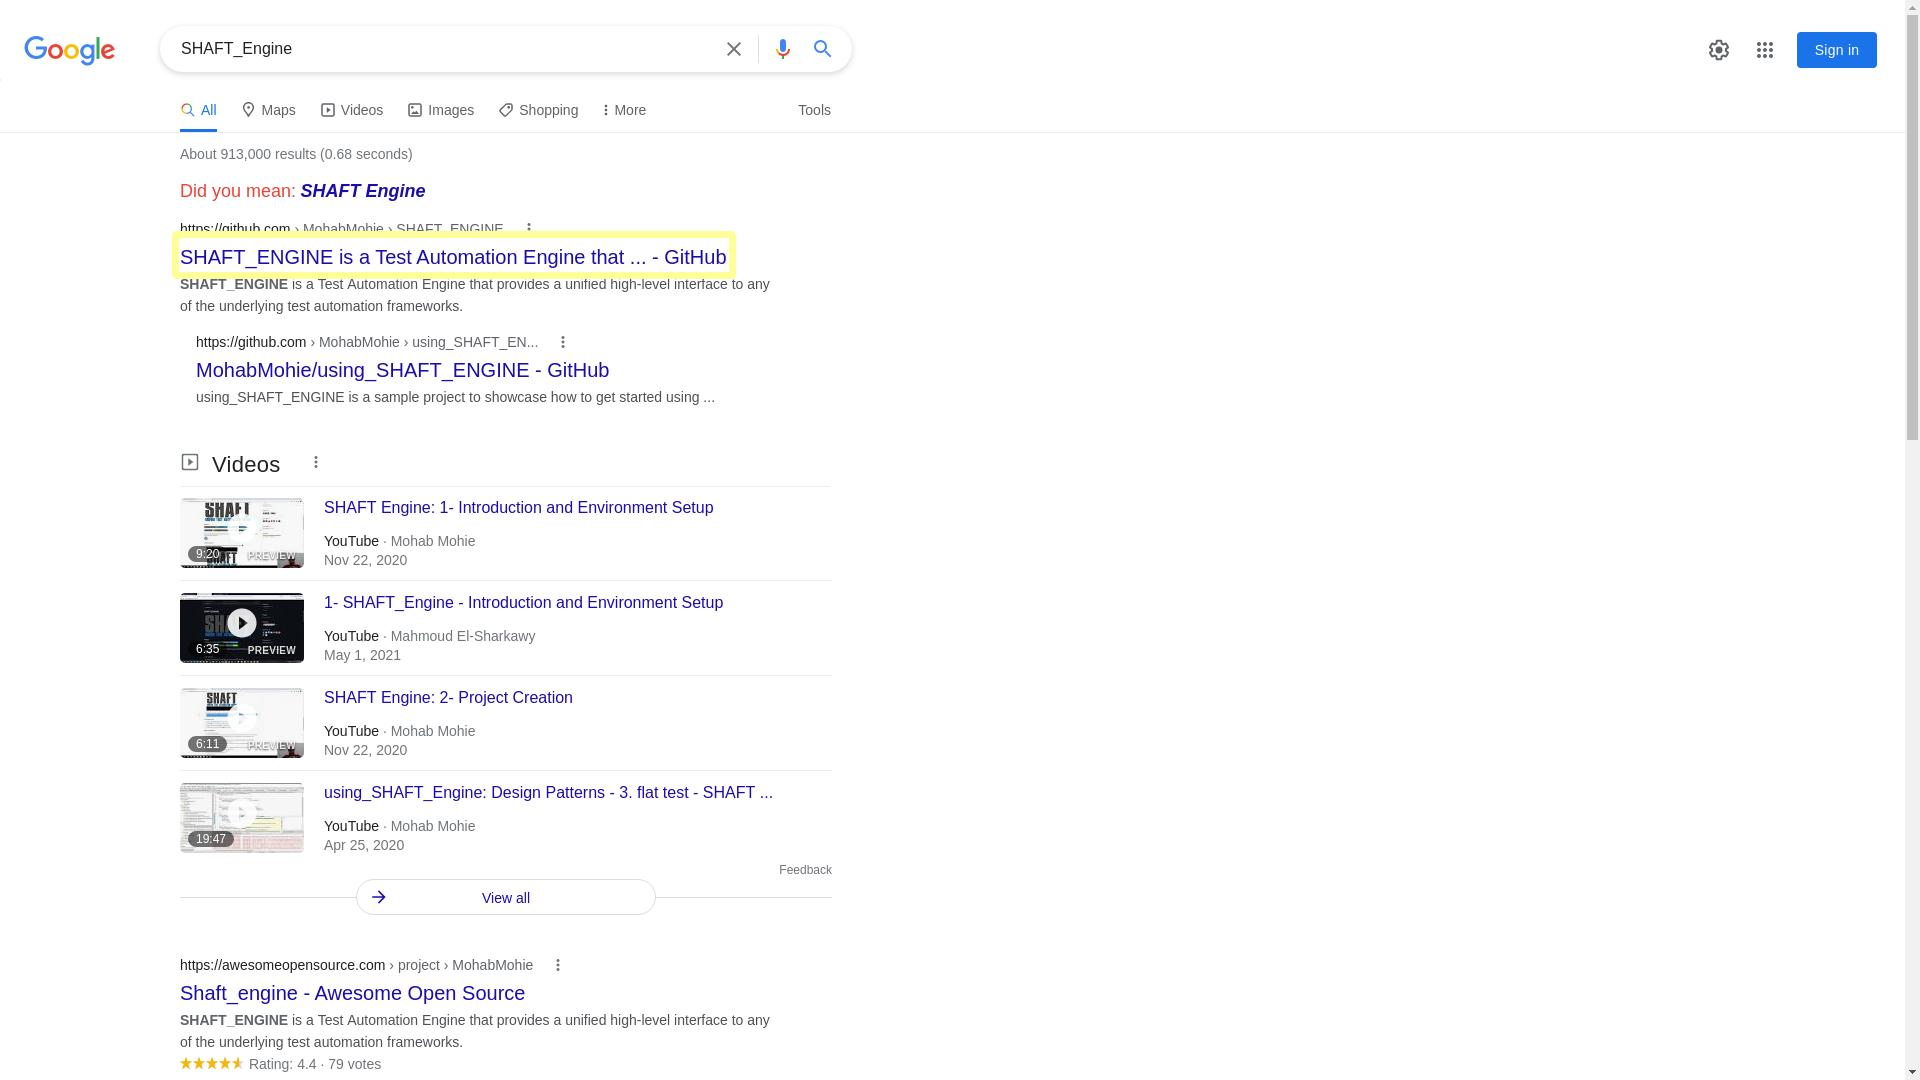 Google
SHAFT_Engine
Sign in
All
Maps
Videos
Images
Shopping
More
Tools
About 913,000 results (0.68 seconds)
Did you mean: SHAFT Engine
https://github.com › MohabMohie › SHAFT_ENGINE
SHAFT_ENGINE is a Test Automation Engine that ... - GitHub
SHAFT_ENGINE is a Test Automation Engine that provides a unified high-level interface to any
of the underlying test automation frameworks.
https://github.com › MohabMohie › using_SHAFT_EN...
MohabMohie/using_SHAFT_ENGINE - GitHub
using_SHAFT_ENGINE is a sample project to showcase how to get started using ...
Videos
SHAFT
9:20
PREVIEW
SHAFT Engine: 1- Introduction and Environment Setup
YouTube · Mohab Mohie
Nov 22, 2020
6:35
PREVIEW
1- SHAFT_Engine - Introduction and Environment Setup
YouTube · Mahmoud El-Sharkawy
May 1, 2021
SHAFT
6:11
PREVIEW
SHAFT Engine: 2- Project Creation
YouTube · Mohab Mohie
Nov 22, 2020
19:47
using_SHAFT_Engine: Design Patterns - 3. flat test - SHAFT ...
YouTube · Mohab Mohie
Apr 25, 2020
Feedback
View all
https://awesomeopensource.com › project › MohabMohie
Shaft_engine - Awesome Open Source
SHAFT_ENGINE is a Test Automation Engine that provides a unified high-level interface to any
of the underlying test automation frameworks.
Rating: 4.4 · 79 votes